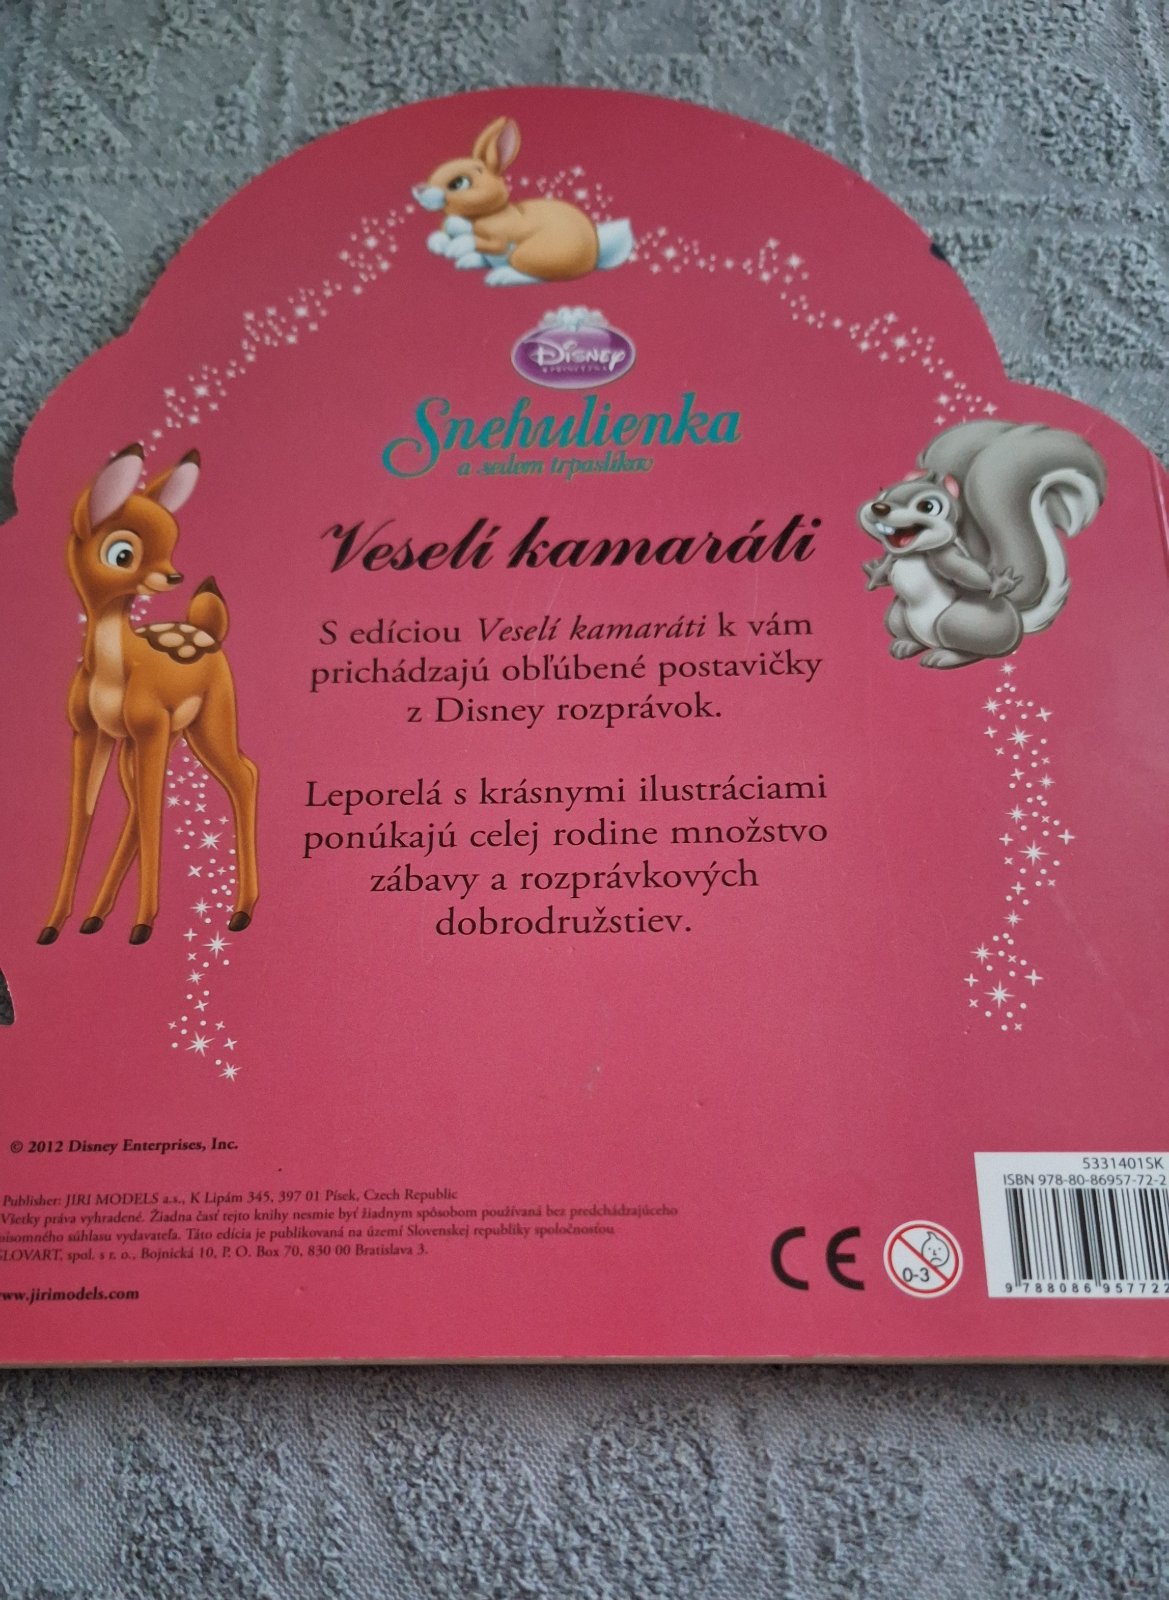 Disney
PRINCEZNÁ
Snehulienka
a sedem trpaslíkov
Veselí kamaráti
S edíciou Veselí kamaráti k vám
prichádzajú obľúbené postavičky
z Disney rozprávok.
Leporelá s krásnymi ilustráciami
ponúkajú celej rodine množstvo
zábavy a rozprávkových
dobrodružstiev.
© 2012 Disney Enterprises, Inc.
Publisher: JIRI MODELS a.s., K Lipám 345, 397 01 Písek, Czech Republic
Všetky práva vyhradené. Žiadna časť tejto knihy nesmie byť žiadnym spôsobom používaná bez predchádzajúceho
písomného súhlasu vydavateľa. Táto edícia je publikovaná na území Slovenskej republiky spoločnosťou
SLOVART, spol. s r. o., Bojnická 10, P. O. Box 70, 830 00 Bratislava 3.
www.jirimodels.com
CE
0-3
5331401SK
ISBN 978-80-86957-72-2
9 788086 957722